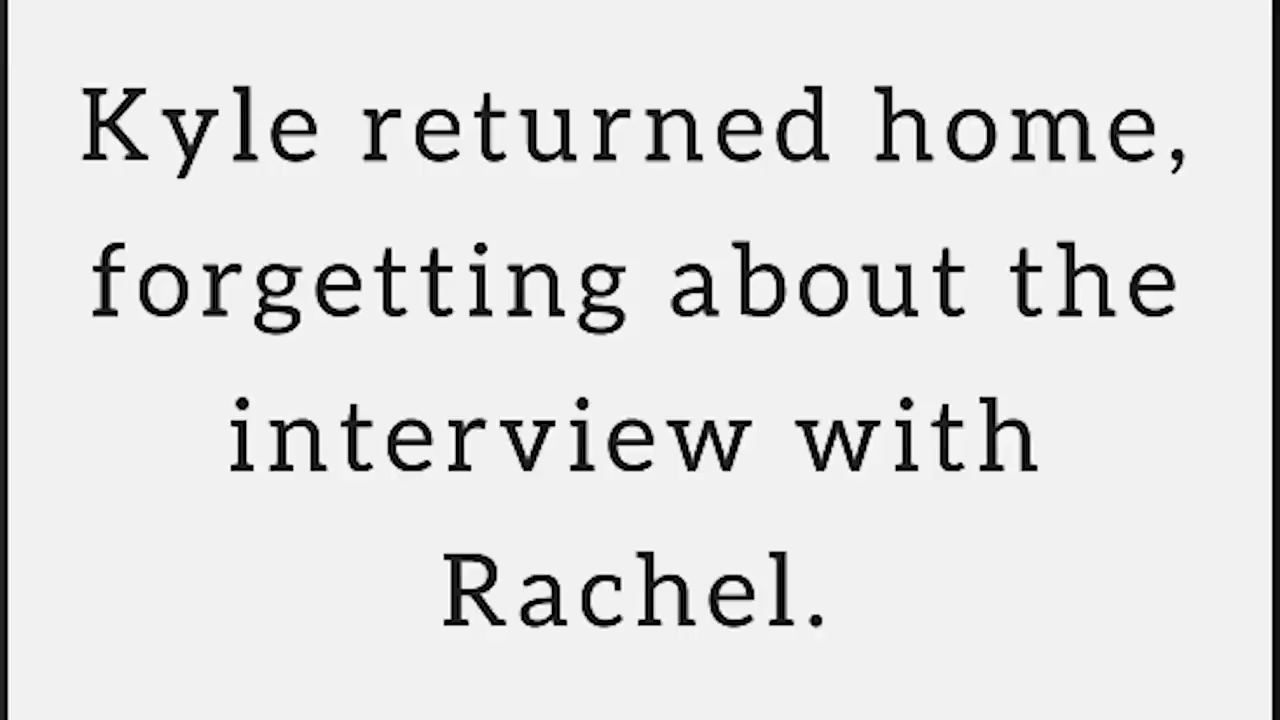 Kyle returned home,
forgetting about the
interview with
Rachel.